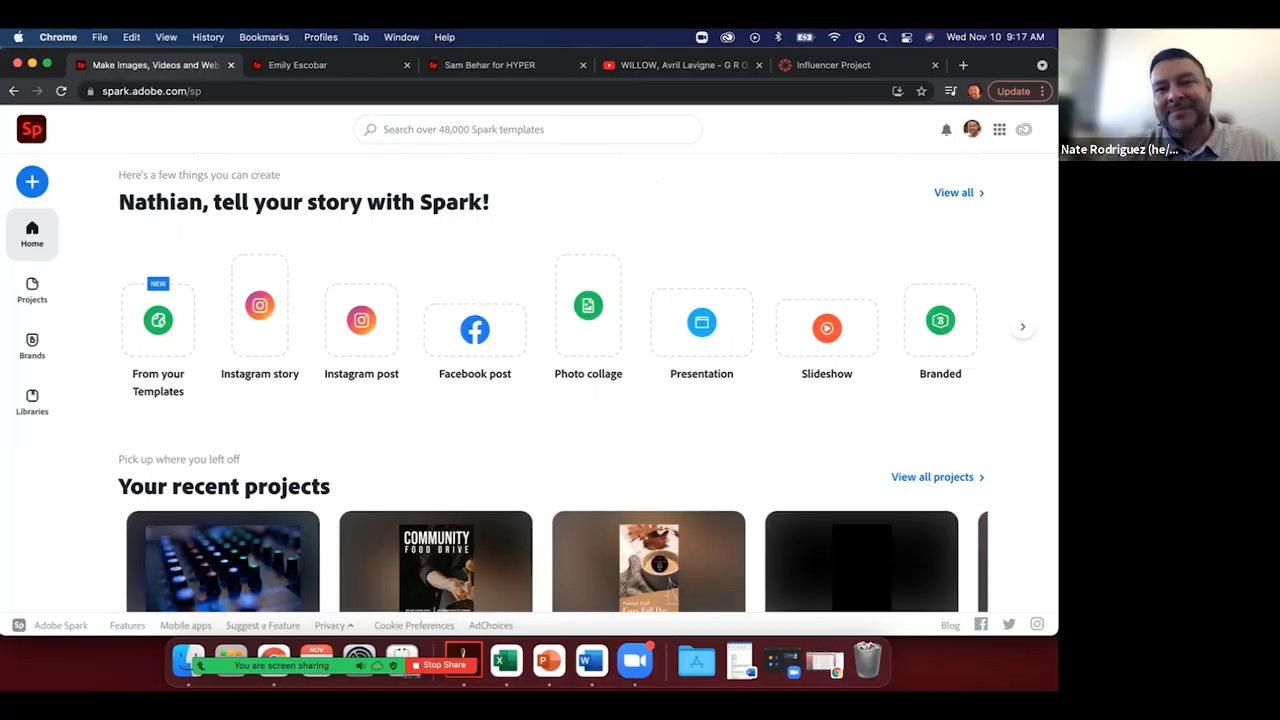 Chrome File Edit View History Bookmarks Profiles Tab Window Help Wed Nov 10 9:17 AM
Make Images, Videos and Web
Emily Escobar
Sam Behar for HYPER
WILLOW, Avril Lavigne - G R O
Influencer Project
spark.adobe.com/sp
Update
Sp
Search over 48,000 Spark templates
Nate Rodriguez (he/...
Here's a few things you can create
Nathian, tell your story with Spark!
View all
Home
Projects
Brands
Libraries
NEW
From your
Templates
Instagram story
Instagram post
Facebook post
Photo collage
Presentation
Slideshow
Branded
Pick up where you left off
Your recent projects
View all projects
COMMUNITY
FOOD DRIVE
Sp Adobe Spark Features Mobile apps Suggest a Feature Privacy Cookie Preferences AdChoices Blog
NOV
You are screen sharing
Stop Share